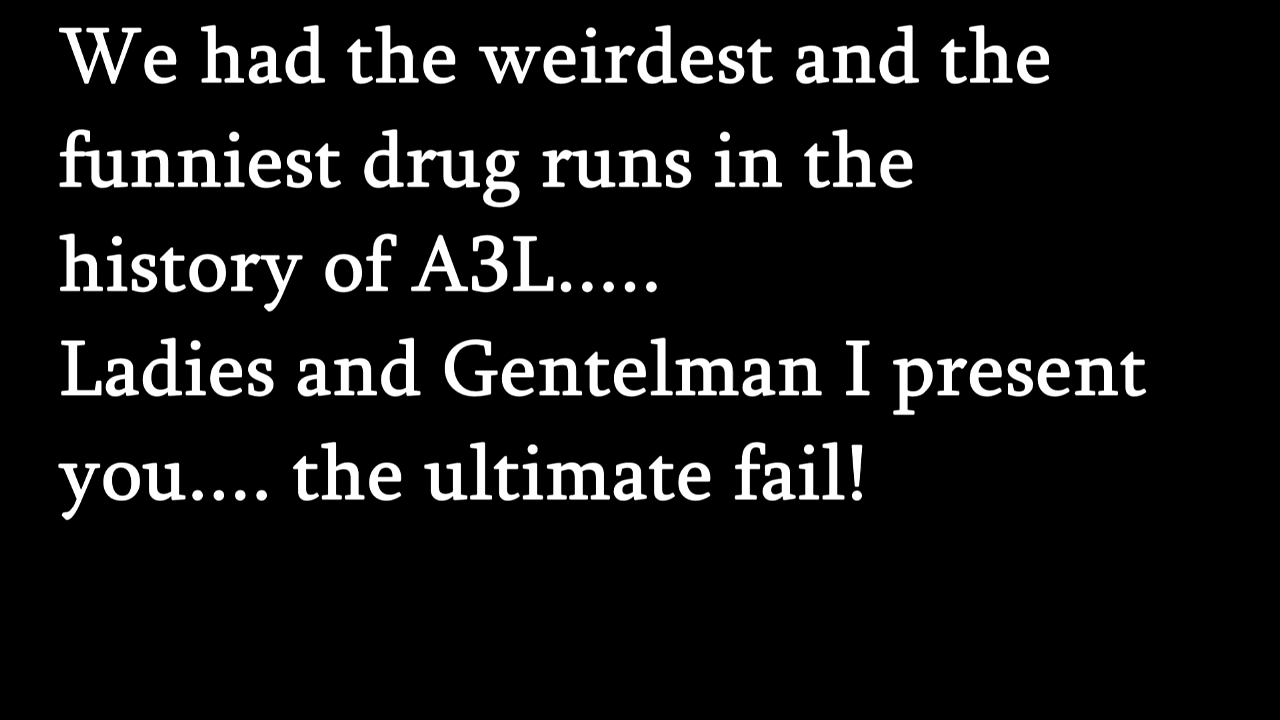 We had the weirdest and the
funniest drug runs in the
history of A3L.....
Ladies and Gentelman I present
you.... the ultimate fail!